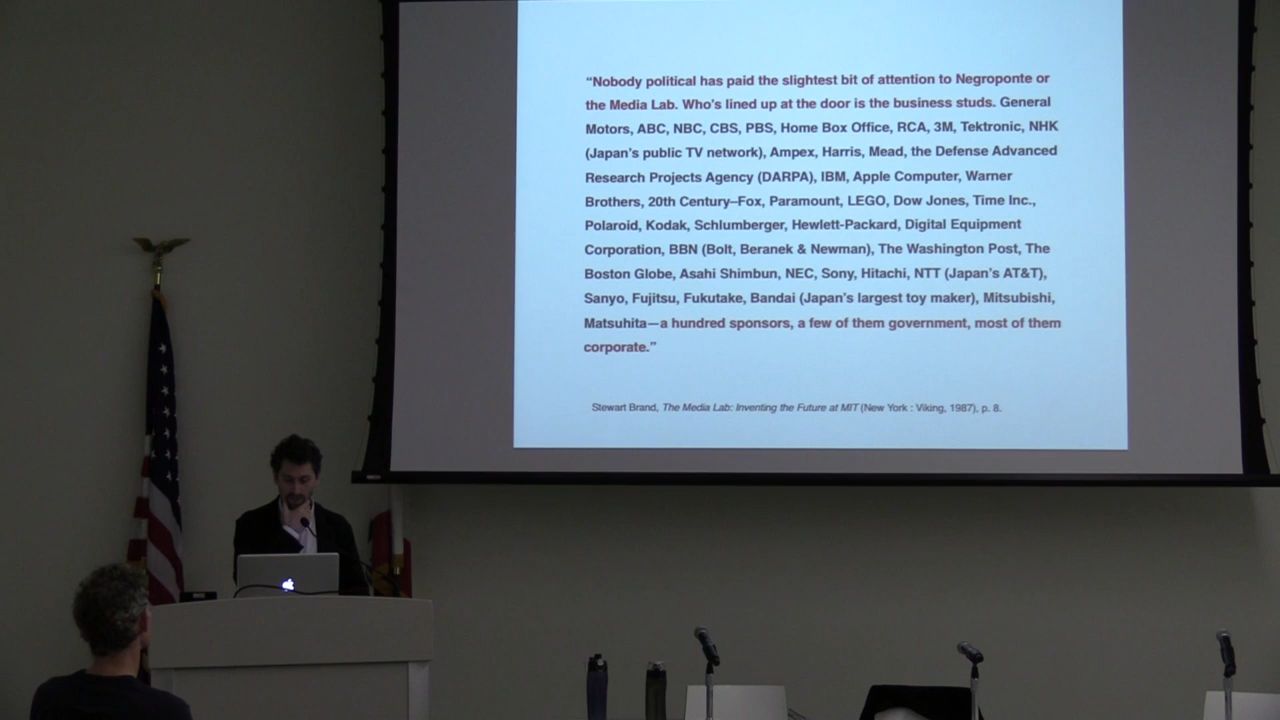 “Nobody political has paid the slightest bit of attention to Negroponte or
the Media Lab. Who’s lined up at the door is the business studs. General
Motors, ABC, NBC, CBS, PBS, Home Box Office, RCA, 3M, Tektronic, NHK
(Japan’s public TV network), Ampex, Harris, Mead, the Defense Advanced
Research Projects Agency (DARPA), IBM, Apple Computer, Warner
Brothers, 20th Century–Fox, Paramount, LEGO, Dow Jones, Time Inc.,
Polaroid, Kodak, Schlumberger, Hewlett-Packard, Digital Equipment
Corporation, BBN (Bolt, Beranek & Newman), The Washington Post, The
Boston Globe, Asahi Shimbun, NEC, Sony, Hitachi, NTT (Japan’s AT&T),
Sanyo, Fujitsu, Fukutake, Bandai (Japan’s largest toy maker), Mitsubishi,
Matsuhita—a hundred sponsors, a few of them government, most of them
corporate.”
Stewart Brand, The Media Lab: Inventing the Future at MIT (New York : Viking, 1987), p. 8.